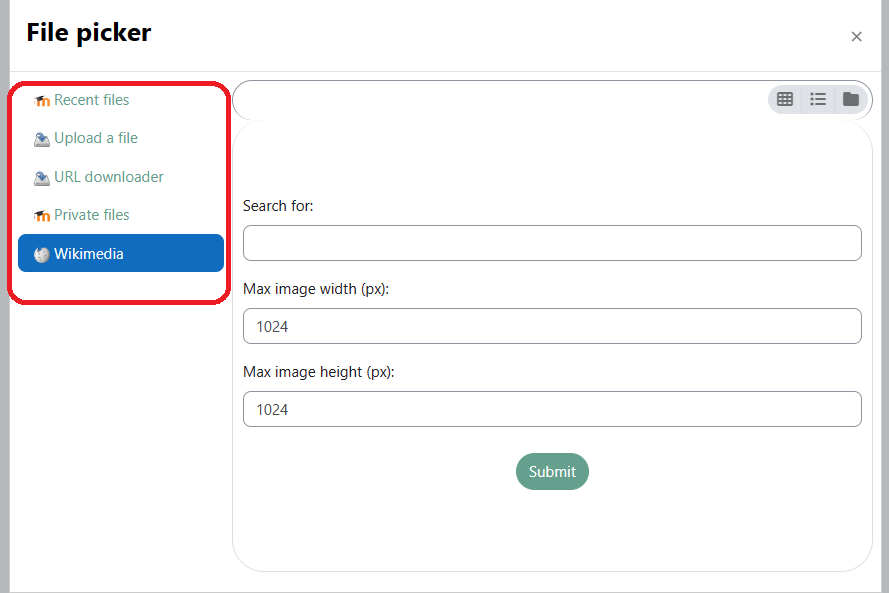 File picker
Recent files
Upload a file
URL downloader
Private files
Wikimedia
Search for:
Max image width (px):
1024
Max image height (px):
1024
Submit